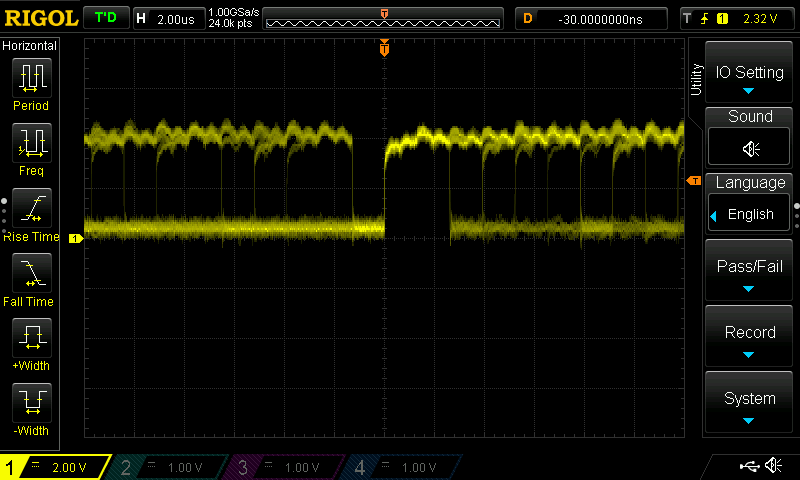 RIGOL T'D H 2.00us 1.00GSa/s 24.0k pts T D -30.0000000ns T 1 2.32 V
Horizontal
Period
Freq
Rise Time
Fall Time
+Width
-Width
T
T
1
Utility
IO Setting
Sound
Language
English
Pass/Fail
Record
System
1 2.00 V 2 1.00 V 3 1.00 V 4 1.00 V